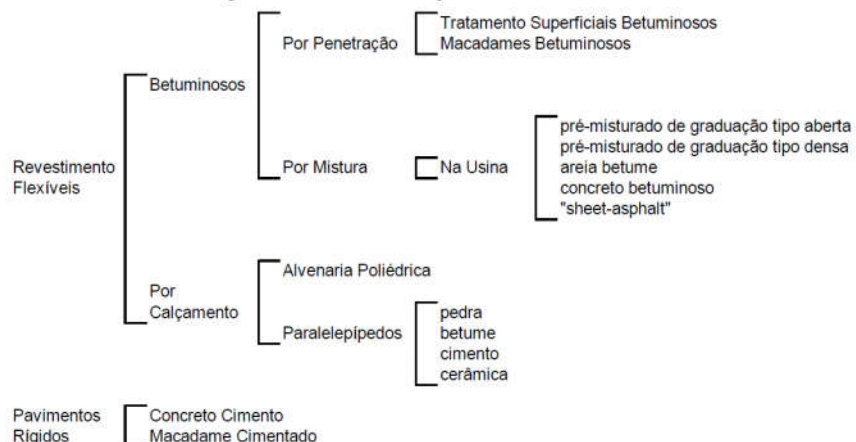 Tratamento Superficiais Betuminosos
Por Penetração
Macadames Betuminosos
Betuminosos
pré-misturado de graduação tipo aberta
pré-misturado de graduação tipo densa
Revestimento
Flexíveis
Por Mistura
Na Usina
areia betume
concreto betuminoso
"sheet-asphalt"
Alvenaria Poliédrica
Por
Calçamento
Paralelepípedos
pedra
betume
cimento
cerâmica
Pavimentos
Rígidos
Concreto Cimento
Macadame Cimentado